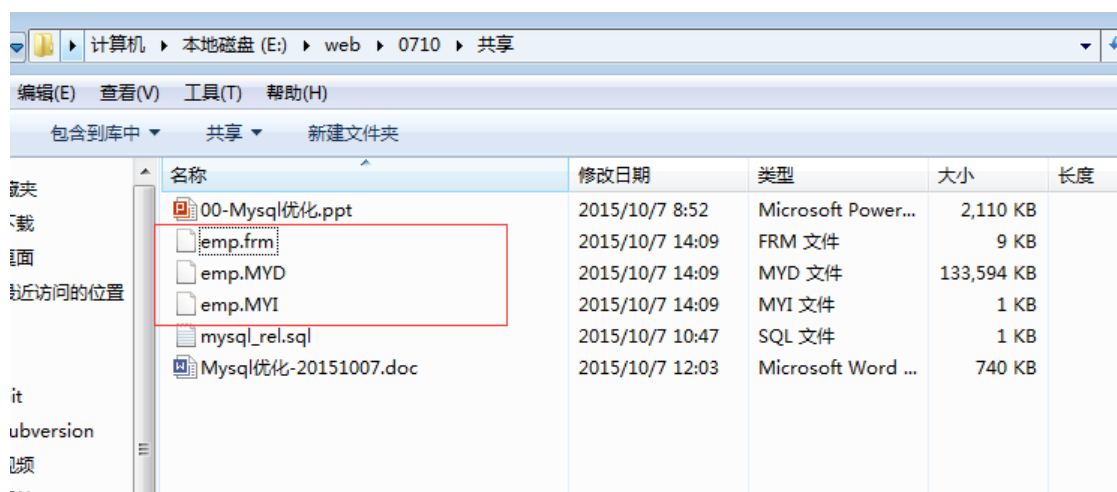 计算机 本地磁盘 (E:) web 0710 共享
编辑(E) 查看(V) 工具(T) 帮助(H)
包含到库中 共享 新建文件夹
名称 修改日期 类型 大小 长度
00-Mysql优化.ppt 2015/10/7 8:52 Microsoft Power... 2,110 KB
emp.frm 2015/10/7 14:09 FRM 文件 9 KB
emp.MYD 2015/10/7 14:09 MYD 文件 133,594 KB
emp.MYI 2015/10/7 14:09 MYI 文件 1 KB
mysql_rel.sql 2015/10/7 10:47 SQL 文件 1 KB
Mysql优化-20151007.doc 2015/10/7 12:03 Microsoft Word ... 740 KB
藏夹
下载
桌面
最近访问的位置
it
ubversion
视频